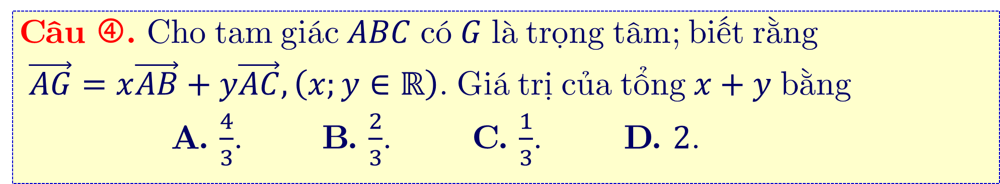 Câu ④. Cho tam giác $ABC$ có $G$ là trọng tâm; biết rằng
$\overrightarrow{AG} = x\overrightarrow{AB} + y\overrightarrow{AC}, (x; y \in \mathbb{R})$. Giá trị của tổng $x + y$ bằng
A. $\frac{4}{3}$. B. $\frac{2}{3}$. C. $\frac{1}{3}$. D. 2.